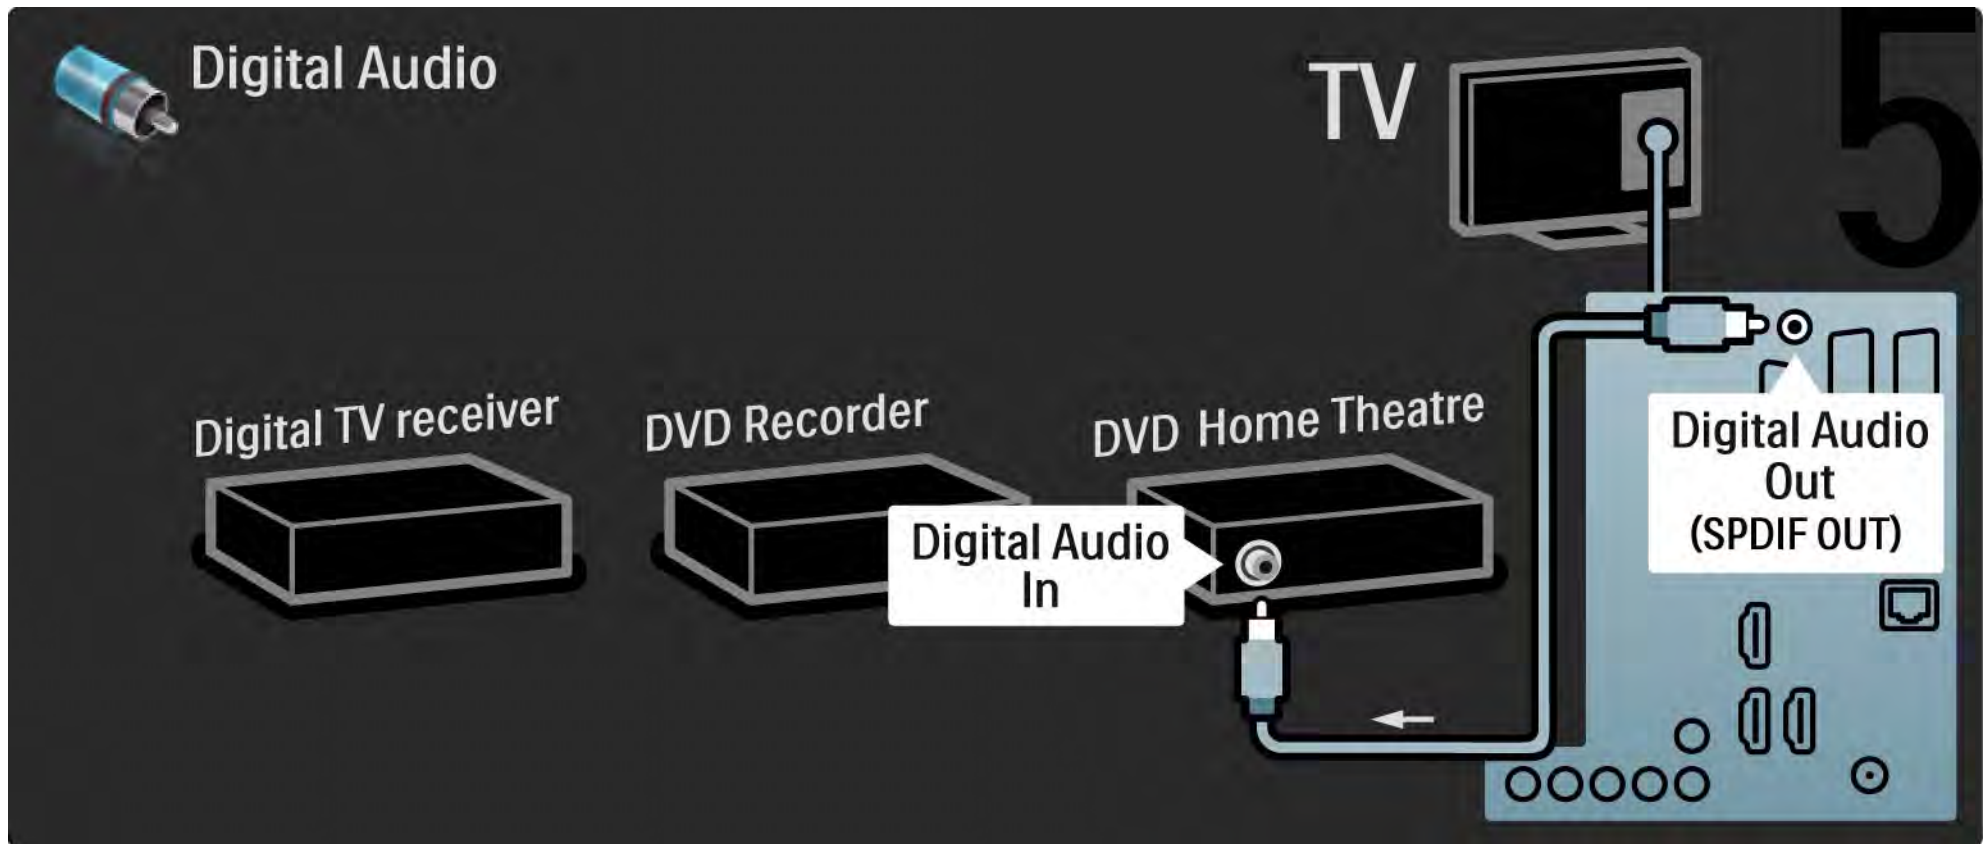 Digital Audio
TV
5
Digital TV receiver
DVD Recorder
DVD Home Theatre
Digital Audio
In
Digital Audio
Out
(SPDIF OUT)